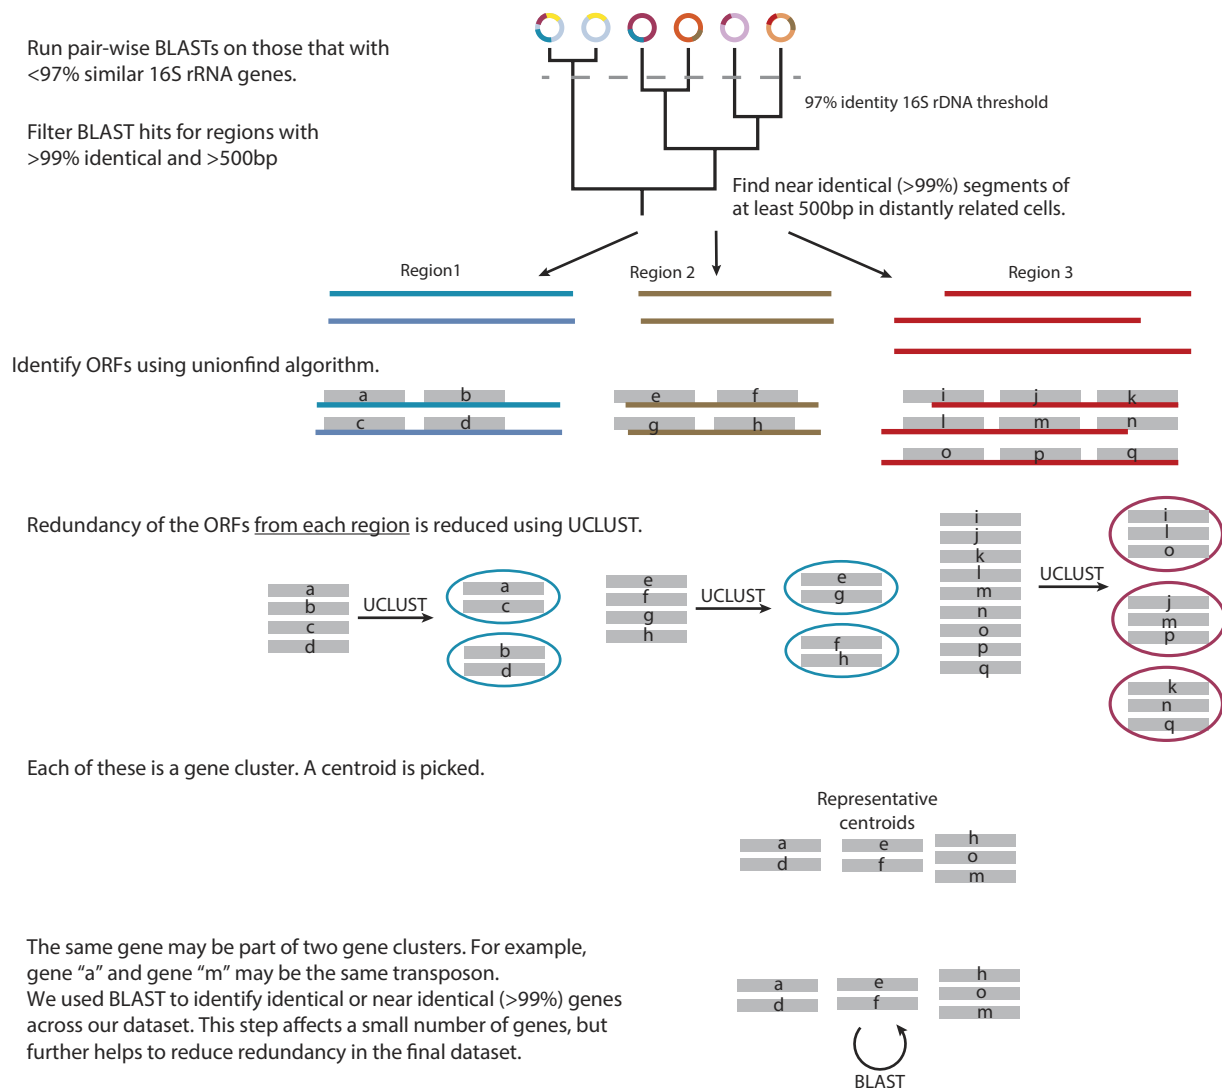 Run pair-wise BLASTs on those that with
<97% similar 16S rRNA genes.
97% identity 16S rDNA threshold
Filter BLAST hits for regions with
>99% identical and >500bp
Find near identical (>99%) segments of
at least 500bp in distantly related cells.
Region1
Region 2
Region 3
Identify ORFs using unionfind algorithm.
a b
c d
e f
g h
i j k
l m n
o p q
Redundancy of the ORFs from each region is reduced using UCLUST.
a
b
c
d
UCLUST
a
c
b
d
e
f
g
h
UCLUST
e
g
f
h
i
j
k
l
m
n
o
p
q
UCLUST
i
l
o
j
m
p
k
n
q
Each of these is a gene cluster. A centroid is picked.
Representative
centroids
a
d
e
f
h
o
m
The same gene may be part of two gene clusters. For example,
gene “a” and gene “m” may be the same transposon.
We used BLAST to identify identical or near identical (>99%) genes
across our dataset. This step affects a small number of genes, but
further helps to reduce redundancy in the final dataset.
a
d
e
f
h
o
m
BLAST